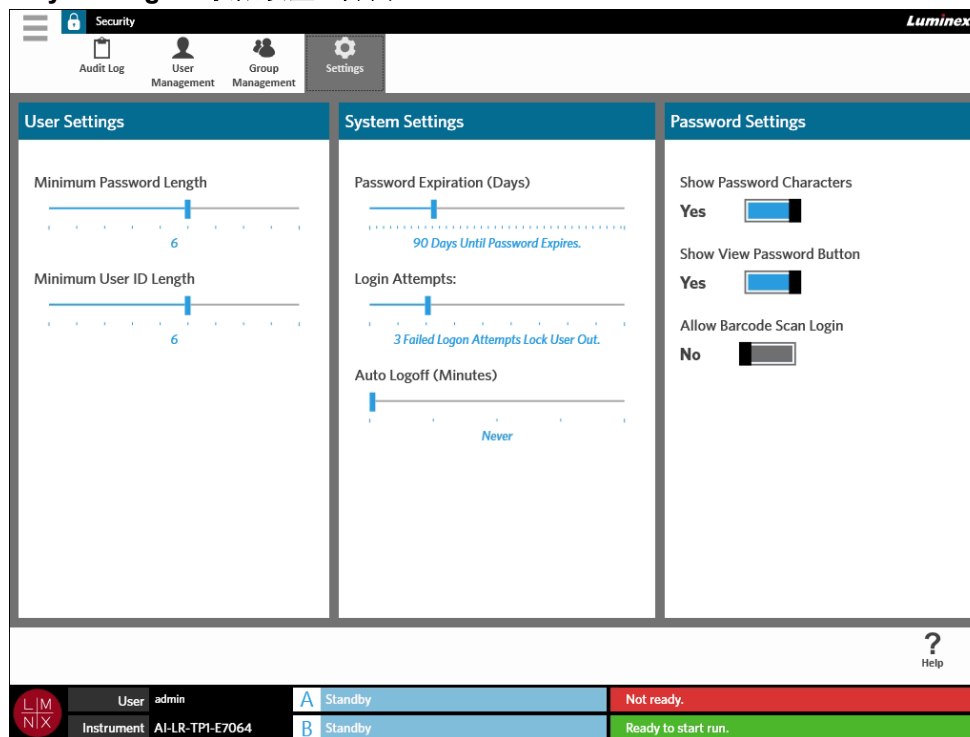 Security
Luminex
Audit Log
User
Management
Group
Management
Settings
User Settings
Minimum Password Length
6
Minimum User ID Length
6
System Settings
Password Expiration (Days)
90 Days Until Password Expires.
Login Attempts:
3 Failed Logon Attempts Lock User Out.
Auto Logoff (Minutes)
Never
Password Settings
Show Password Characters
Yes
Show View Password Button
Yes
Allow Barcode Scan Login
No
?
Help
L M
N X
User admin
A Standby
Not ready.
Instrument AI-LR-TP1-E7064
B Standby
Ready to start run.